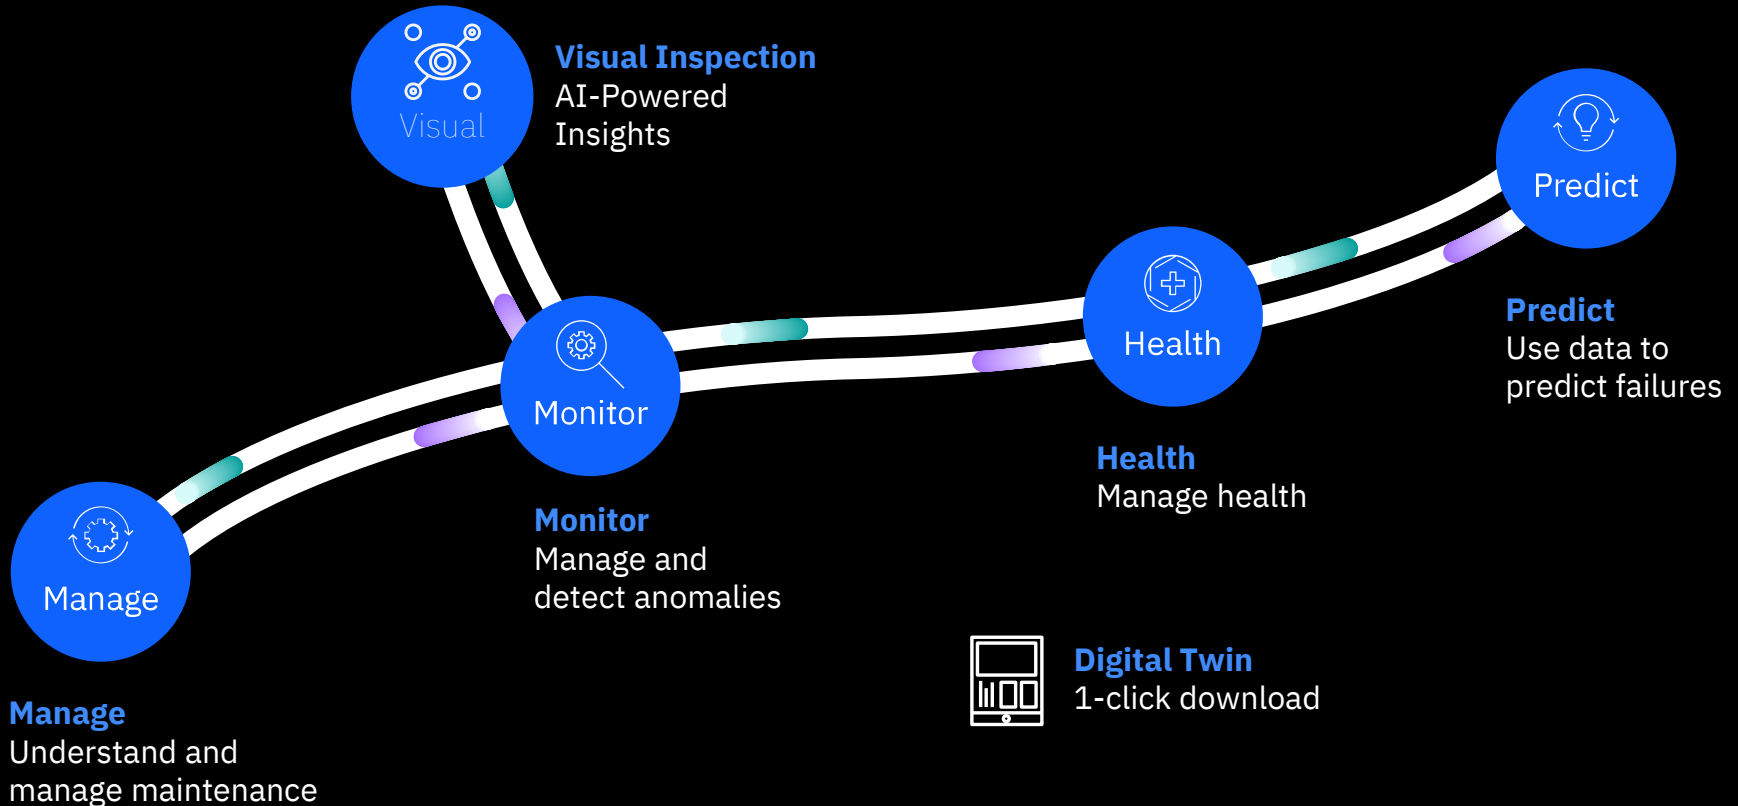 Visual
Visual Inspection
AI-Powered
Insights
Predict
Predict
Use data to
predict failures
Health
Health
Manage health
Monitor
Monitor
Manage and
detect anomalies
Manage
Manage
Understand and
manage maintenance
Digital Twin
1-click download